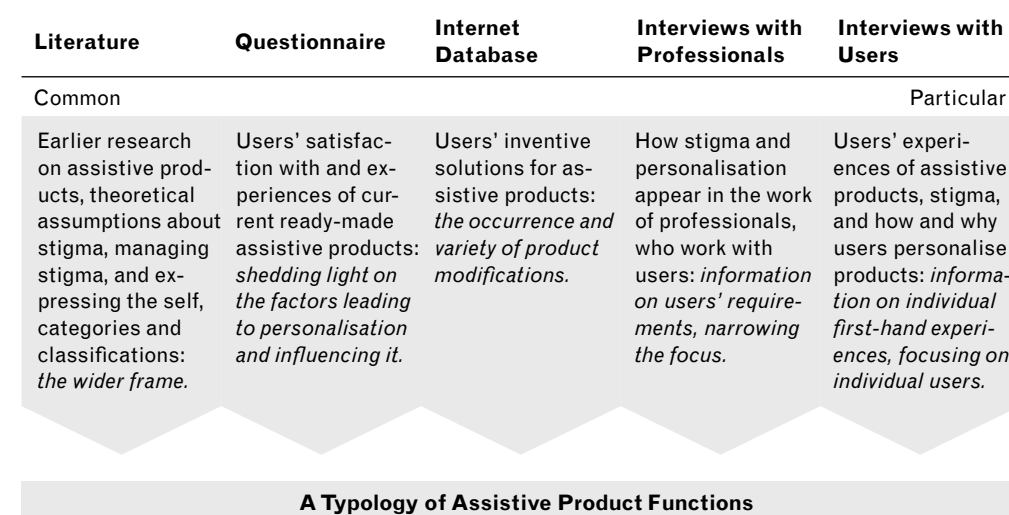 Literature
Questionnaire
Internet
Database
Interviews with
Professionals
Interviews with
Users
Common
Particular
Earlier research
on assistive prod-
ucts, theoretical
assumptions about
stigma, managing
stigma, and ex-
pressing the self,
categories and
classifications:
the wider frame.
Users’ satisfac-
tion with and ex-
periences of cur-
rent ready-made
assistive products:
shedding light on
the factors leading
to personalisation
and influencing it.
Users’ inventive
solutions for as-
sistive products:
the occurrence and
variety of product
modifications.
How stigma and
personalisation
appear in the work
of professionals,
who work with
users: information
on users’ require-
ments, narrowing
the focus.
Users’ experi-
ences of assistive
products, stigma,
and how and why
users personalise
products: informa-
tion on individual
first-hand experi-
ences, focusing on
individual users.
A Typology of Assistive Product Functions